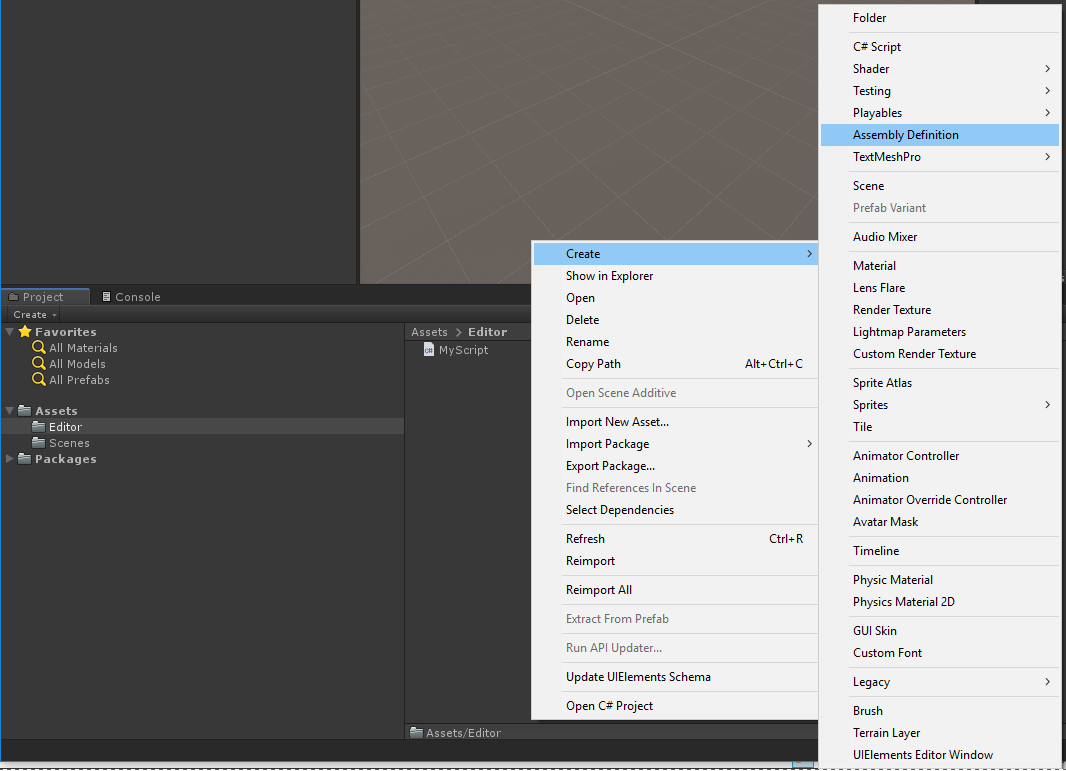 Project
Console
Create
Favorites
All Materials
All Models
All Prefabs
Assets
Editor
Scenes
Packages
Assets > Editor
MyScript
Assets/Editor
Create
Show in Explorer
Open
Delete
Rename
Copy Path Alt+Ctrl+C
Open Scene Additive
Import New Asset...
Import Package
Export Package...
Find References In Scene
Select Dependencies
Refresh Ctrl+R
Reimport
Reimport All
Extract From Prefab
Run API Updater...
Update UIElements Schema
Open C# Project
Folder
C# Script
Shader
Testing
Playables
Assembly Definition
TextMeshPro
Scene
Prefab Variant
Audio Mixer
Material
Lens Flare
Render Texture
Lightmap Parameters
Custom Render Texture
Sprite Atlas
Sprites
Tile
Animator Controller
Animation
Animator Override Controller
Avatar Mask
Timeline
Physic Material
Physics Material 2D
GUI Skin
Custom Font
Legacy
Brush
Terrain Layer
UIElements Editor Window